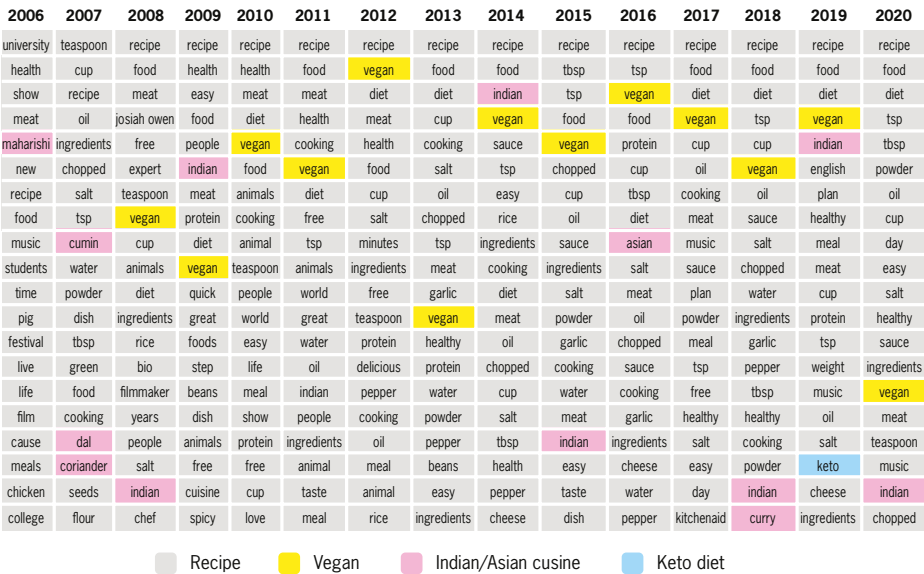 2006 2007 2008 2009 2010 2011 2012 2013 2014 2015 2016 2017 2018 2019 2020
university teaspoon recipe recipe recipe recipe recipe recipe recipe recipe recipe recipe recipe recipe recipe
health cup food health health food vegan food food tbsp tsp food food food food
show recipe meat easy meat meat diet diet indian tsp vegan diet diet diet diet
meat oil josiah owen food diet health meat cup vegan food food vegan tsp vegan tsp
maharishi ingredients free people vegan cooking health cooking sauce vegan protein cup cup indian tbsp
new chopped expert indian food vegan food salt tsp chopped cup oil vegan english powder
recipe salt teaspoon meat animals diet cup oil easy cup tbsp cooking oil plan oil
food tsp vegan protein cooking free salt chopped rice oil diet meat sauce healthy cup
music cumin cup diet animal tsp minutes tsp ingredients sauce asian music salt meal day
students water animals vegan teaspoon animals ingredients meat cooking ingredients salt sauce chopped meat easy
time powder diet quick people world free garlic diet salt meat plan water cup salt
pig dish ingredients great world great teaspoon vegan meat powder oil powder ingredients protein healthy
festival tbsp rice foods easy water protein healthy oil garlic chopped meal garlic tsp sauce
live green bio step life oil delicious protein chopped cooking sauce tsp pepper weight ingredients
life food filmmaker beans meal indian pepper water cup water cooking free tbsp music vegan
film cooking years dish show people cooking powder salt meat garlic healthy healthy oil meat
cause dal people animals protein ingredients oil pepper tbsp indian ingredients salt cooking salt teaspoon
meals coriander salt free free animal meal beans health easy cheese easy powder keto music
chicken seeds indian cuisine cup taste animal easy pepper taste water day indian cheese indian
college flour chef spicy love meal rice ingredients cheese dish pepper kitchenaid curry ingredients chopped
Recipe Vegan Indian/Asian cusine Keto diet